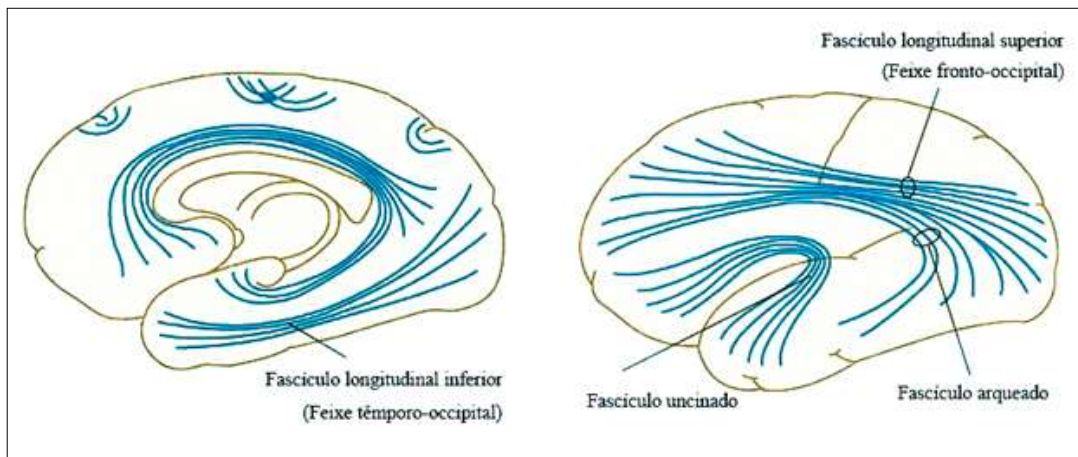 Fascículo longitudinal superior
(Feixe fronto-occipital)
Fascículo longitudinal inferior
(Feixe têmporo-occipital)
Fascículo uncinado
Fascículo arqueado